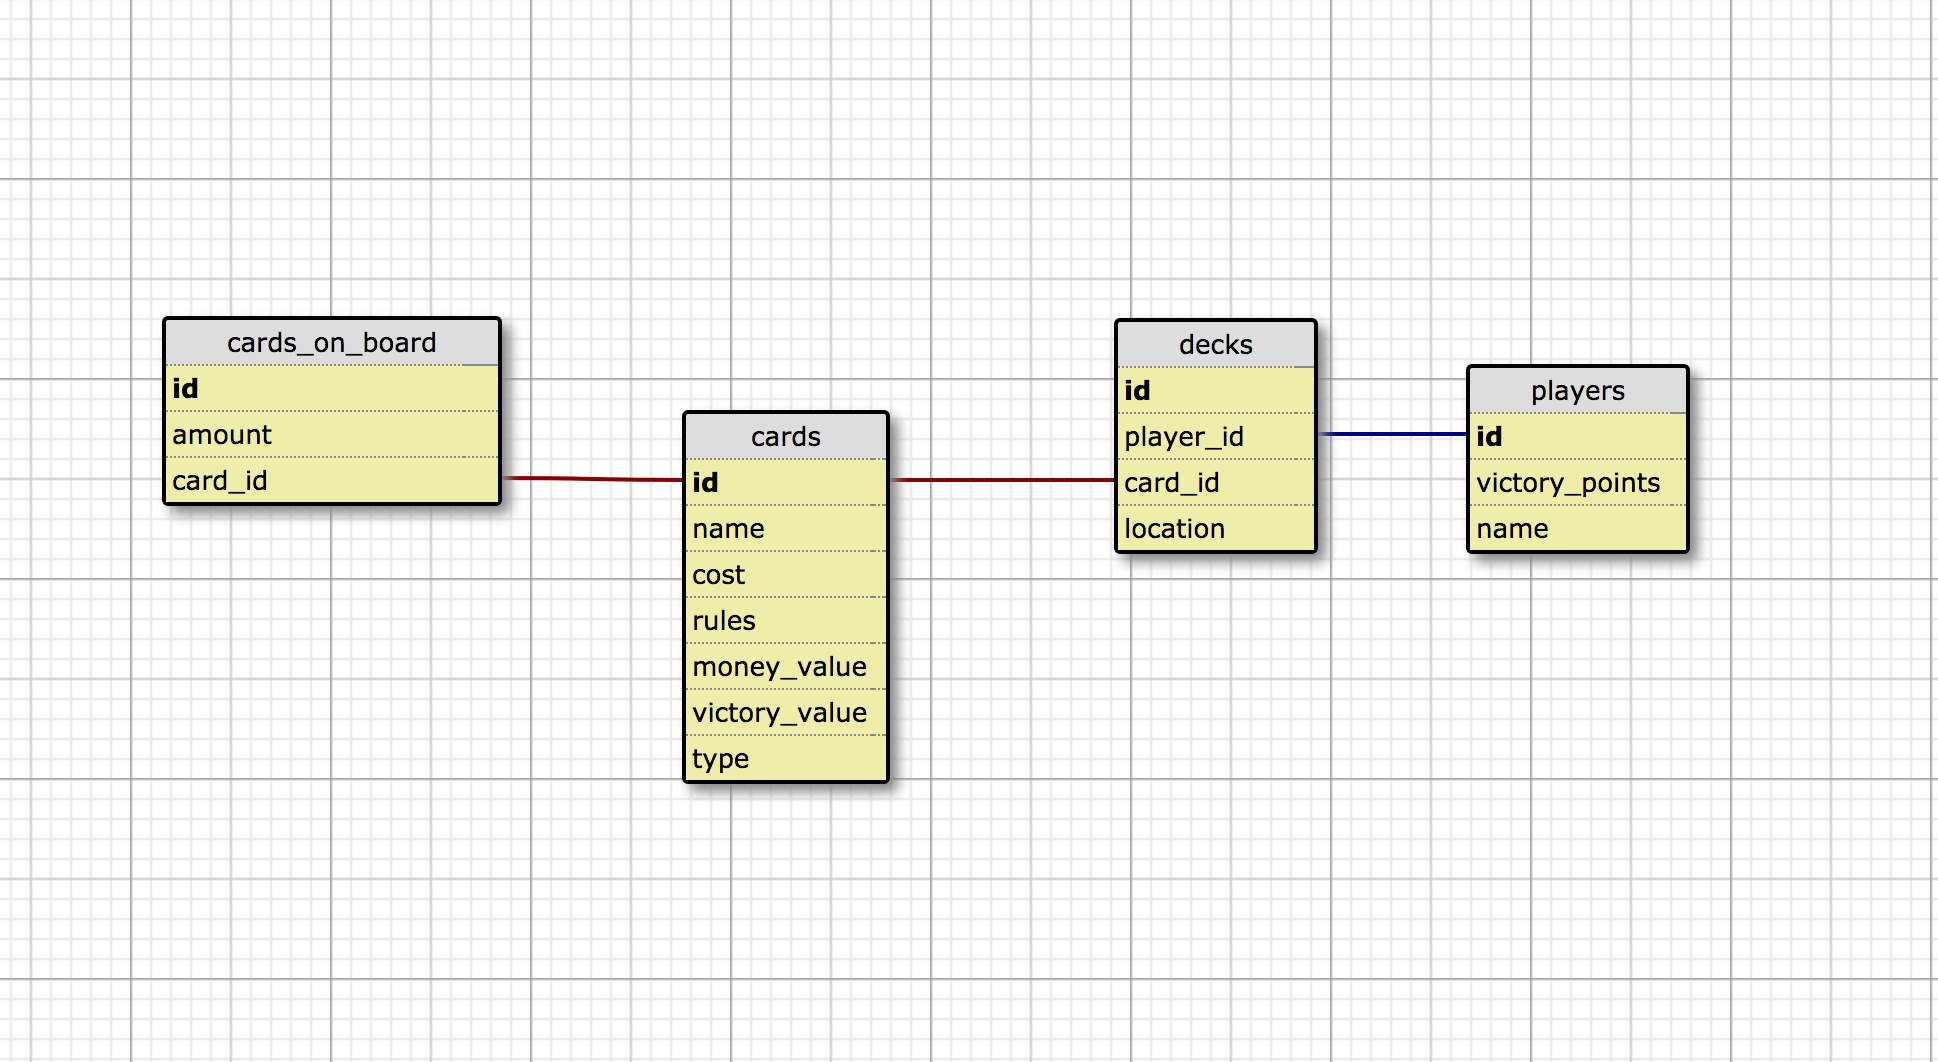 cards_on_board
id
amount
card_id
cards
id
name
cost
rules
money_value
victory_value
type
decks
id
player_id
card_id
location
players
id
victory_points
name